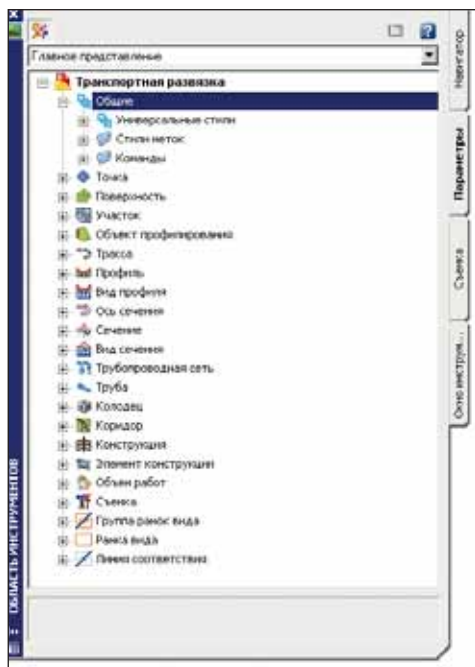 Главное представление
Транспортная развязка
Общие
Универсальные стили
Стили меток
Команды
Точка
Поверхность
Участок
Объект профилирования
Трасса
Профиль
Вид профиля
Ось сечения
Сечение
Вид сечения
Трубопроводная сеть
Труба
Колодец
Коридор
Конструкция
Элемент конструкции
Объем работ
Съемка
Группа рамок вида
Рамка вида
Линия соответствия
Навигатор
Параметры
Съемка
Окно инструм...
ОБЛАСТЬ ИНСТРУМЕНТОВ